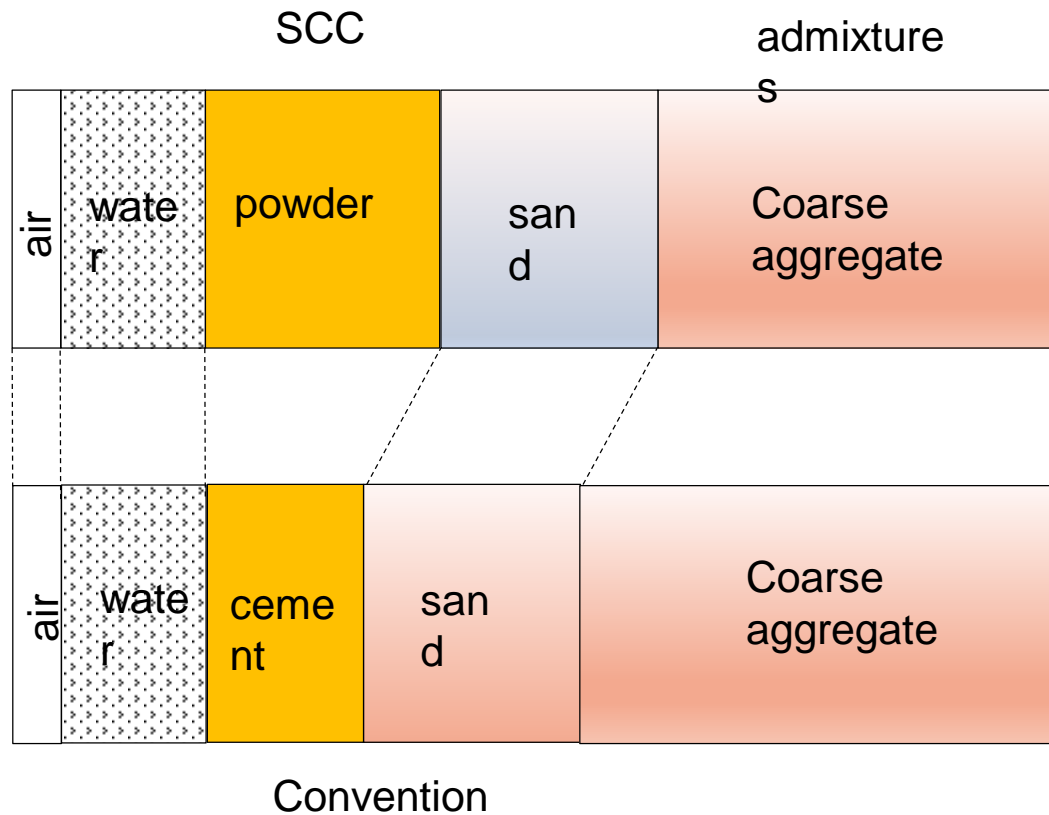 SCC
admixture
s
air
wate
r
powder
san
d
Coarse
aggregate
air
wate
r
ceme
nt
san
d
Coarse
aggregate
Convention